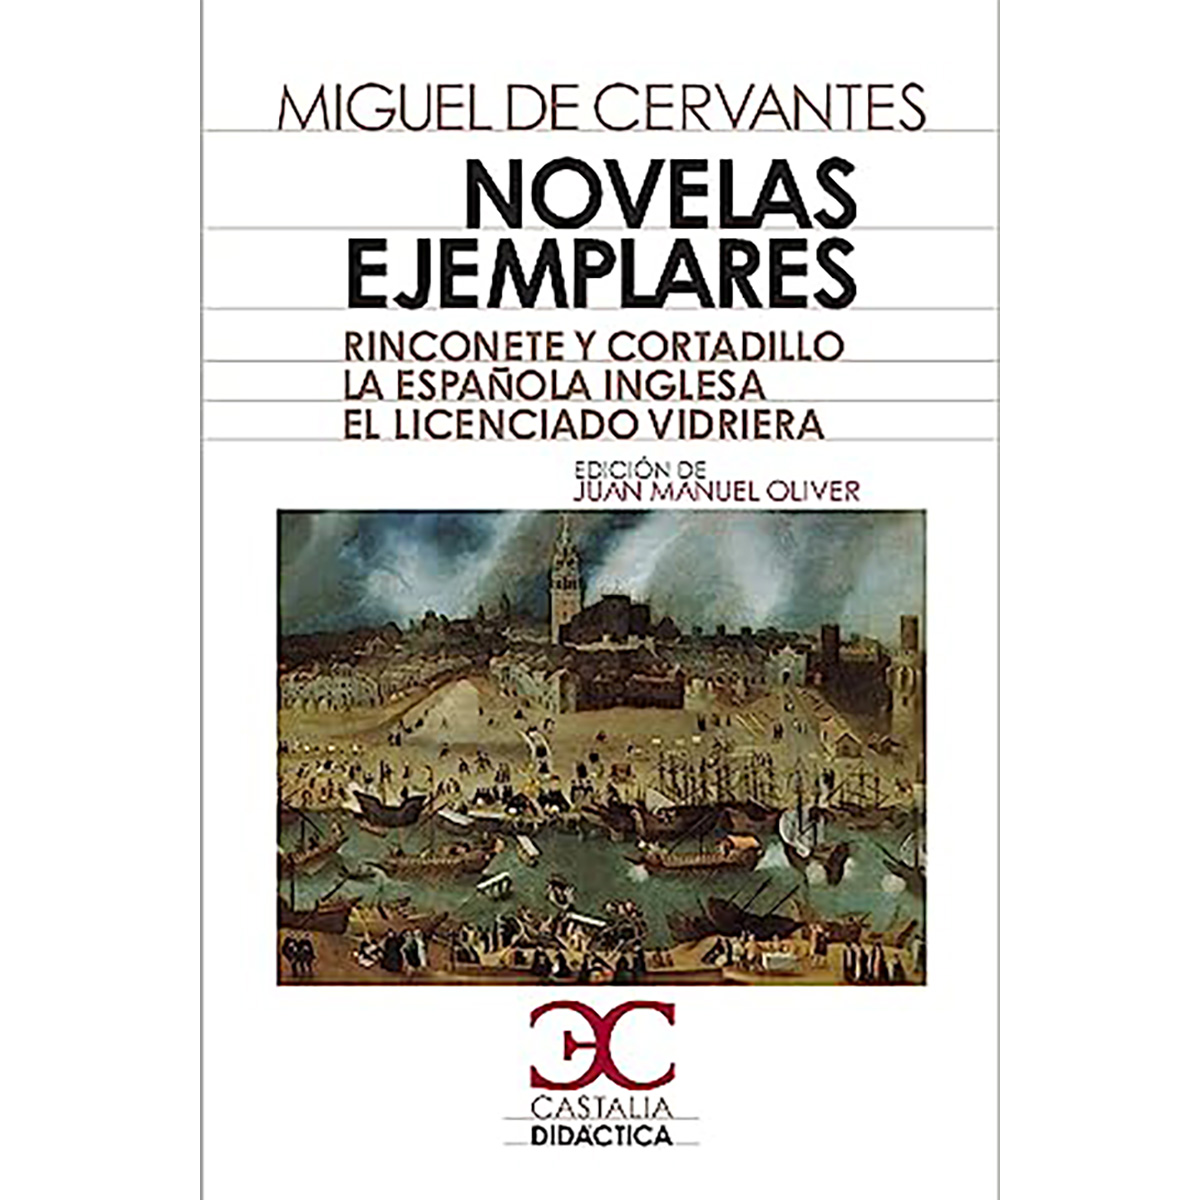 MIGUEL DE CERVANTES
NOVELAS
EJEMPLARES
RINCONETE Y CORTADILLO
LA ESPAÑOLA INGLESA
EL LICENCIADO VIDRIERA
EDICIÓN DE
JUAN MANUEL OLIVER
CASTALIA
DIDÁCTICA